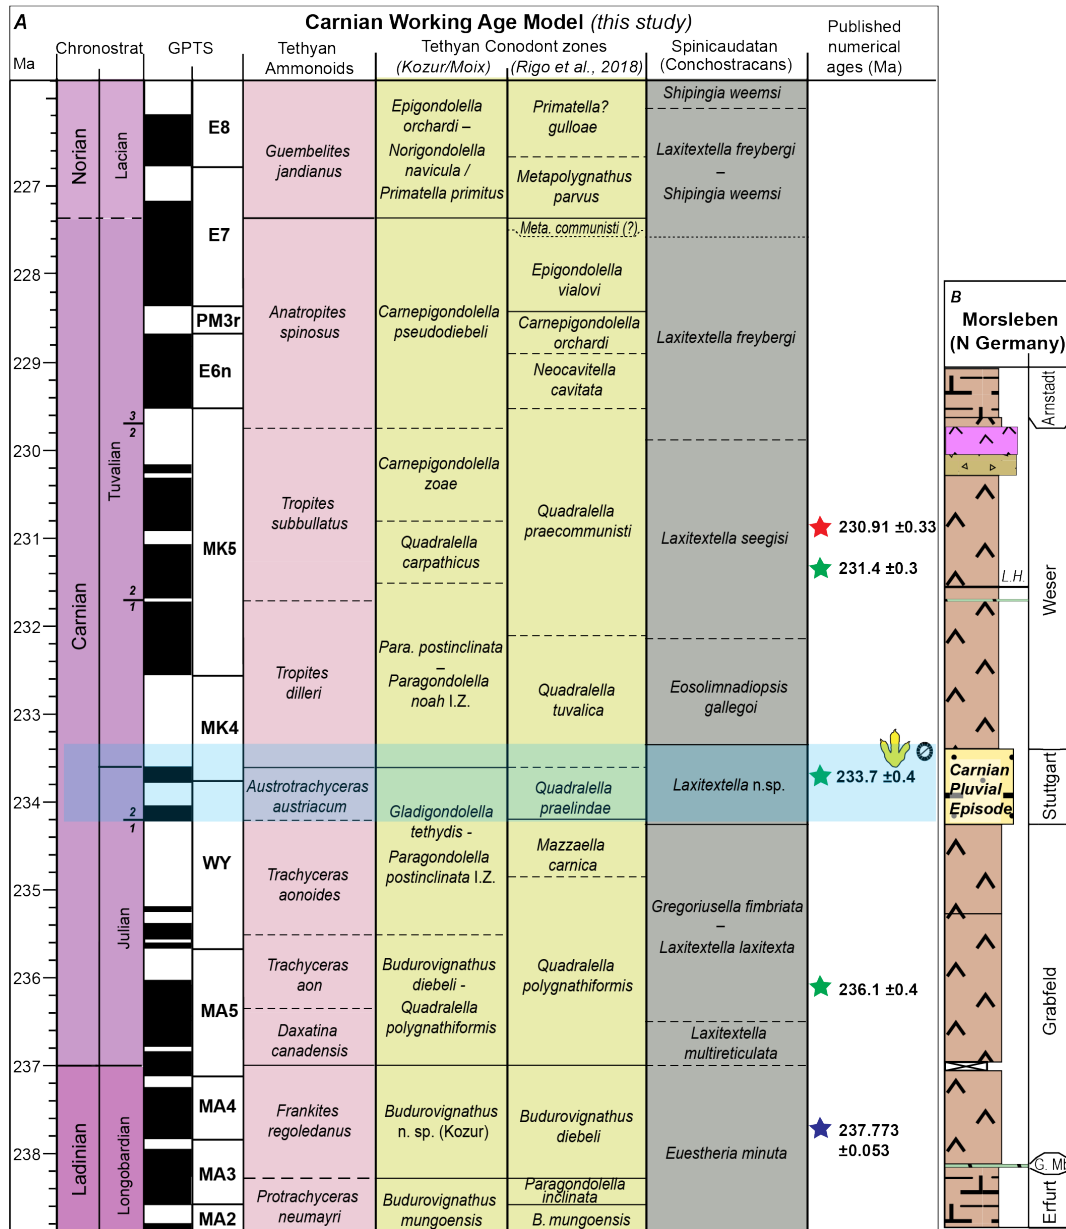 A
Carnian Working Age Model (this study)
Published
numerical
ages (Ma)
Chronostrat
GPTS
Tethyan
Ammonoids
Tethyan Conodont zones
(Kozur/Moix)
(Rigo et al., 2018)
Spinicaudatan
(Conchostracans)
Ma
227
228
229
230
231
232
233
234
235
236
237
238
Norian
Carnian
Ladinian
Lacian
Tuvalian
Julian
Longobardian
3
2
2
1
2
1
E8
E7
PM3r
E6n
MK5
MK4
WY
MA5
MA4
MA3
MA2
Guembelites
jandianus
Anatropites
spinosus
Tropites
subbullatus
Tropites
dilleri
Austrotrachyceras
austriacum
Trachyceras
aonoides
Trachyceras
aon
Daxatina
canadensis
Frankites
regoledanus
Protrachyceras
neumayri
Epigondolella
orchardi –
Norigondolella
navicula /
Primatella primitus
Carnepigondolella
pseudodiebeli
Carnepigondolella
zoae
Quadralella
carpathicus
Para. postinclinata
–
Paragondolella
noah I.Z.
Gladigondolella
tethydis -
Paragondolella
postinclinata I.Z.
Budurovignathus
diebeli -
Quadralella
polygnathiformis
Budurovignathus
n. sp. (Kozur)
Budurovignathus
mungoensis
Primatella?
gulloae
Metapolygnathus
parvus
Meta. communisti (?)
Epigondolella
vialovi
Carnepigondolella
orchardi
Neocavitella
cavitata
Quadralella
praecommunisti
Quadralella
tuvalica
Quadralella
praelindae
Mazzaella
carnica
Quadralella
polygnathiformis
Budurovignathus
diebeli
Paragondolella
inclinata
B. mungoensis
Shipingia weemsi
Laxitextella freybergi
–
Shipingia weemsi
Laxitextella freybergi
Laxitextella seegisi
Eosolimnadiopsis
gallegoi
Laxitextella n.sp.
Gregoriusella fimbriata
–
Laxitextella laxitexta
Laxitextella
multireticulata
Euestheria minuta
230.91 ±0.33
231.4 ±0.3
233.7 ±0.4
236.1 ±0.4
237.773
±0.053
B
Morsleben
(N Germany)
Arnstadt
Weser
L.H.
Stuttgart
Carnian
Pluvial
Episode
Grabfeld
Erfurt